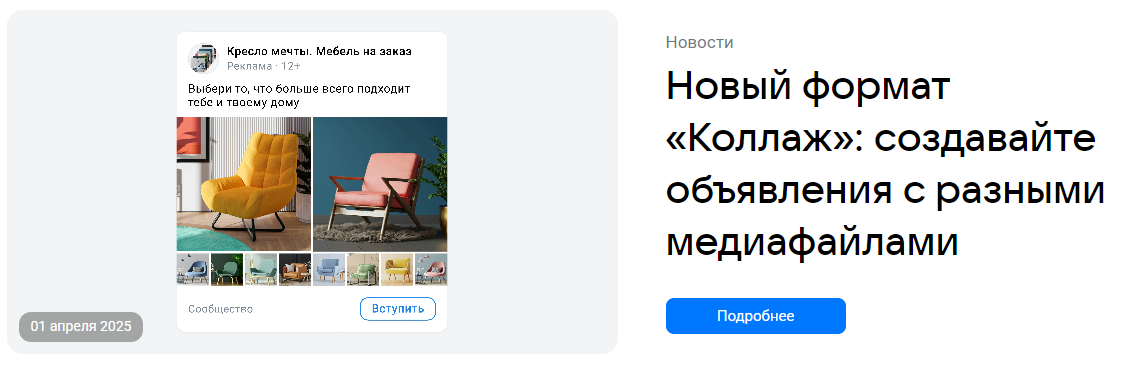 Кресло мечты. Мебель на заказ
Реклама · 12+
Выбери то, что больше всего подходит
тебе и твоему дому
Сообщество
Вступить
01 апреля 2025
Новости
Новый формат
«Коллаж»: создавайте
объявления с разными
медиафайлами
Подробнее